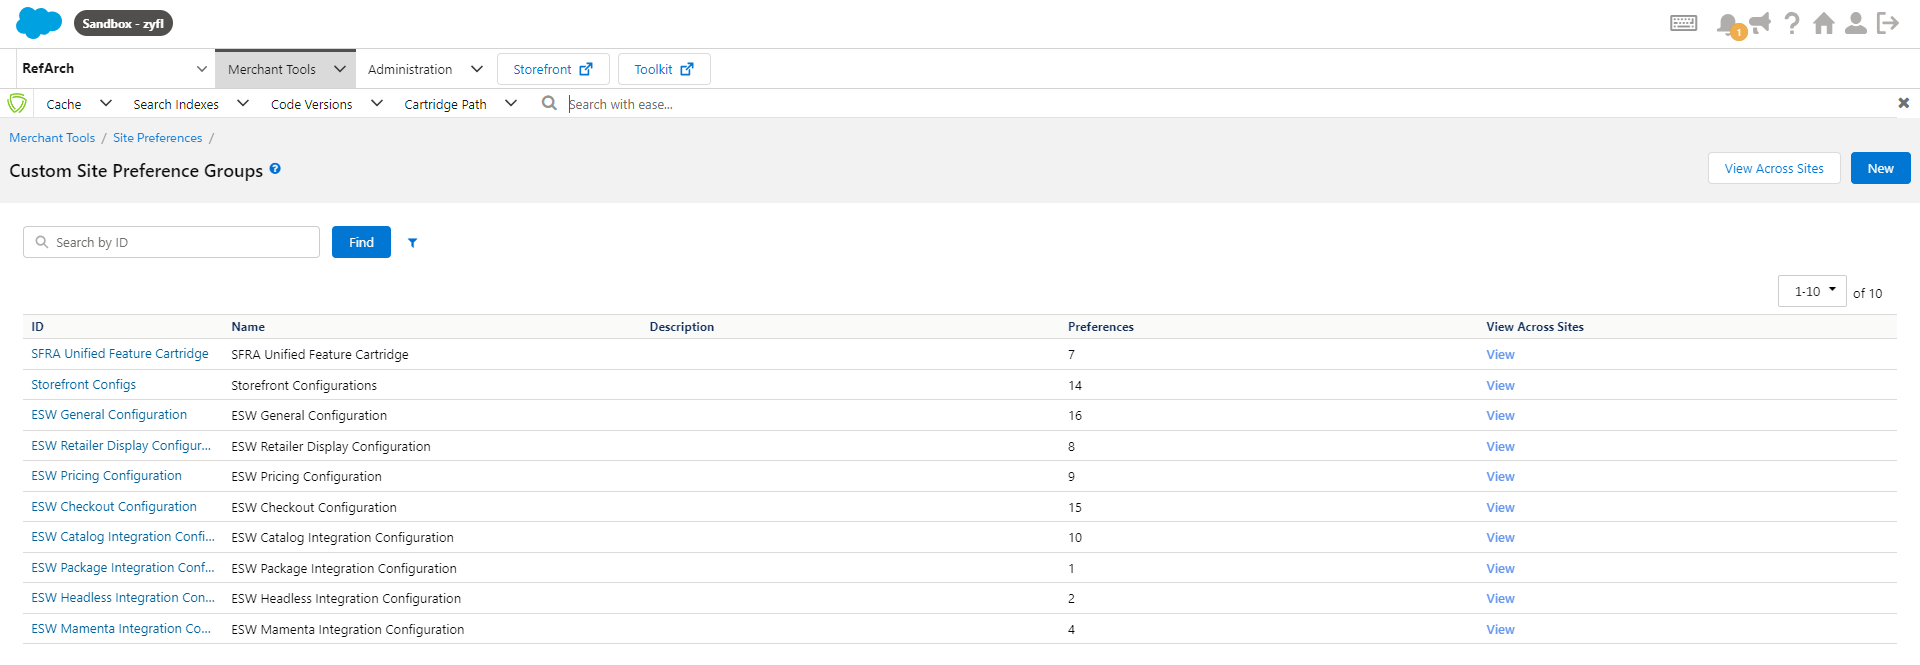 Sandbox - zyfl
1
RefArch
Merchant Tools
Administration
Storefront
Toolkit
Cache
Search Indexes
Code Versions
Cartridge Path
Search with ease...
Merchant Tools / Site Preferences /
Custom Site Preference Groups
View Across Sites
New
Search by ID
Find
1-10 of 10
ID Name Description Preferences View Across Sites
SFRA Unified Feature Cartridge SFRA Unified Feature Cartridge 7 View
Storefront Configs Storefront Configurations 14 View
ESW General Configuration ESW General Configuration 16 View
ESW Retailer Display Configur... ESW Retailer Display Configuration 8 View
ESW Pricing Configuration ESW Pricing Configuration 9 View
ESW Checkout Configuration ESW Checkout Configuration 15 View
ESW Catalog Integration Confi... ESW Catalog Integration Configuration 10 View
ESW Package Integration Conf... ESW Package Integration Configuration 1 View
ESW Headless Integration Con... ESW Headless Integration Configuration 2 View
ESW Mamenta Integration Co... ESW Mamenta Integration Configuration 4 View